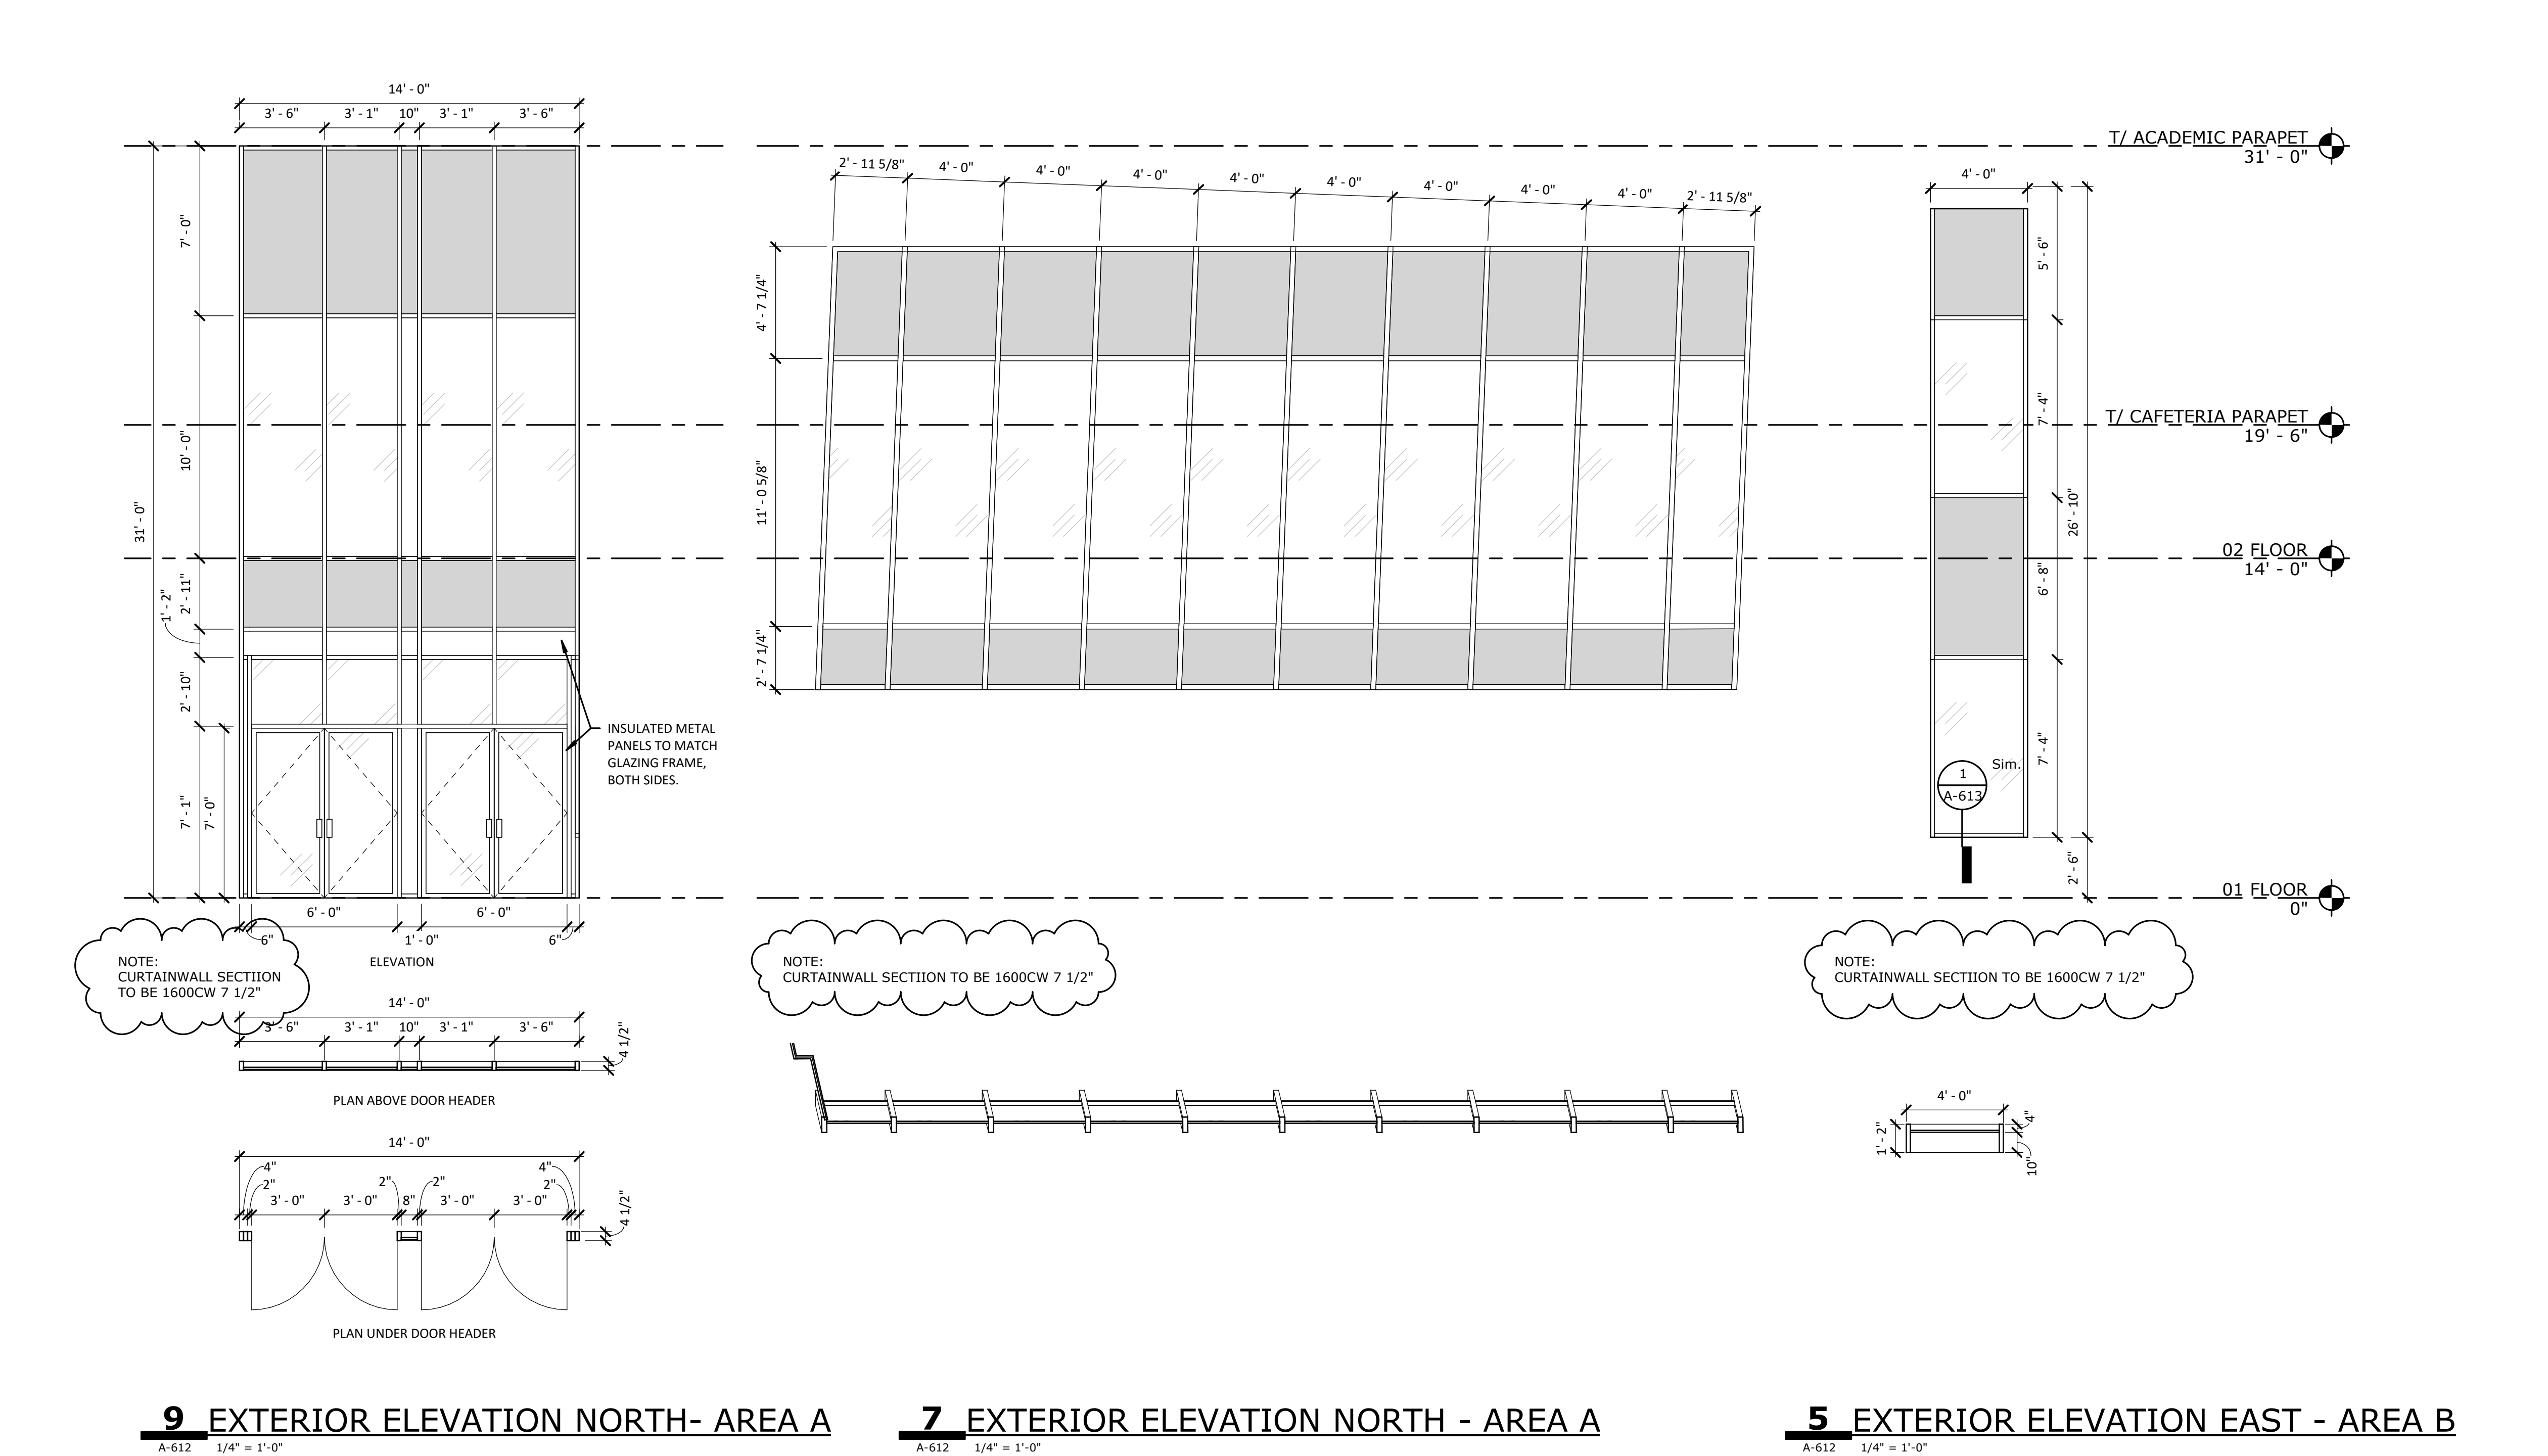 14' - 0"
3' - 6" 3' - 1" 10" 3' - 1" 3' - 6"
31' - 0"
7' - 0"
10' - 0"
2' - 11"
1' - 2"
2' - 10"
7' - 1"
7' - 0"
INSULATED METAL
PANELS TO MATCH
GLAZING FRAME,
BOTH SIDES.
6' - 0" 6' - 0"
6" 1' - 0" 6"
ELEVATION
NOTE:
CURTAINWALL SECTIION
TO BE 1600CW 7 1/2"
14' - 0"
3' - 6" 3' - 1" 10" 3' - 1" 3' - 6"
4 1/2"
PLAN ABOVE DOOR HEADER
14' - 0"
4" 4"
2" 2" 2" 2"
3' - 0" 3' - 0" 8" 3' - 0" 3' - 0"
4 1/2"
PLAN UNDER DOOR HEADER
9 EXTERIOR ELEVATION NORTH- AREA A
A-612 1/4" = 1'-0"
2' - 11 5/8" 4' - 0" 4' - 0" 4' - 0" 4' - 0" 4' - 0" 4' - 0" 4' - 0" 4' - 0" 2' - 11 5/8"
4' - 7 1/4"
11' - 0 5/8"
2' - 7 1/4"
NOTE:
CURTAINWALL SECTIION TO BE 1600CW 7 1/2"
7 EXTERIOR ELEVATION NORTH - AREA A
A-612 1/4" = 1'-0"
T/ ACADEMIC PARAPET
31' - 0"
T/ CAFETERIA PARAPET
19' - 6"
02 FLOOR
14' - 0"
01 FLOOR
0"
4' - 0"
5' - 6"
7' - 4"
26' - 10"
6' - 8"
7' - 4"
2' - 6"
1
A-613
Sim.
NOTE:
CURTAINWALL SECTIION TO BE 1600CW 7 1/2"
4' - 0"
4"
1' - 2"
10"
5 EXTERIOR ELEVATION EAST - AREA B
A-612 1/4" = 1'-0"